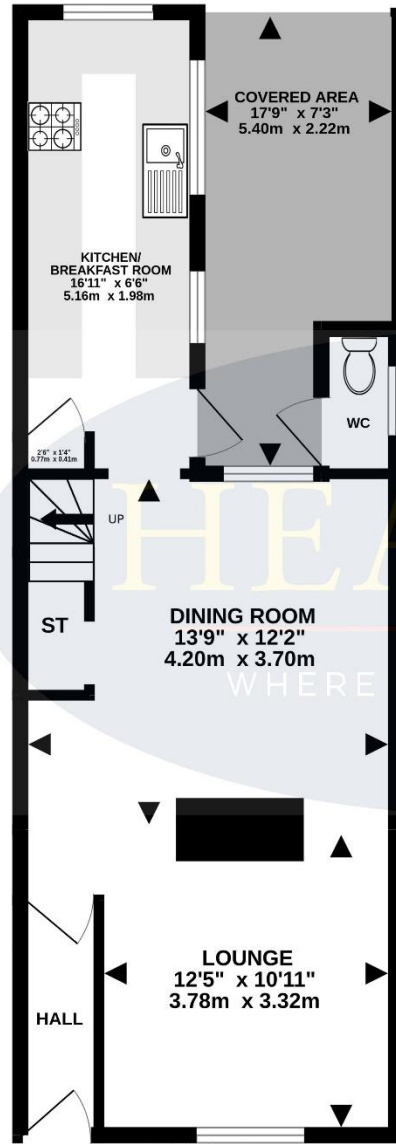 COVERED AREA
17'9" x 7'3"
5.40m x 2.22m
KITCHEN/
BREAKFAST ROOM
16'11" x 6'6"
5.16m x 1.98m
WC
2'6" x 1'4"
0.77m x 0.41m
UP
HEA
ST
DINING ROOM
13'9" x 12'2"
4.20m x 3.70m
WHERE
LOUNGE
12'5" x 10'11"
3.78m x 3.32m
HALL